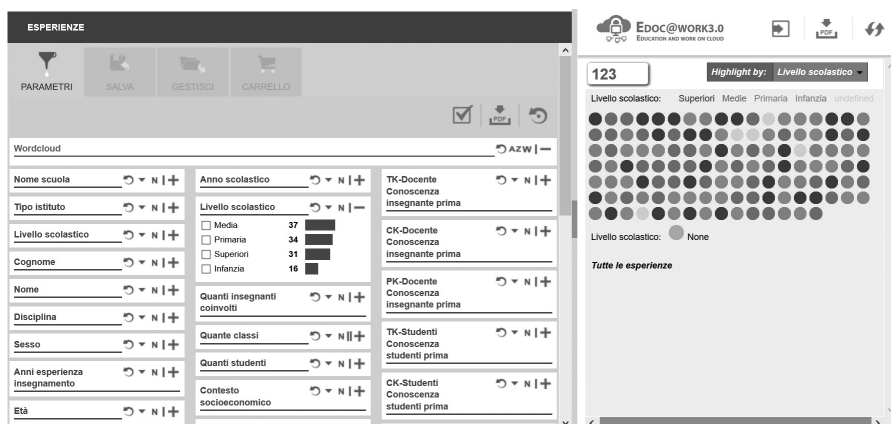 ESPERIENZE
PARAMETRI
SALVA
GESTISCI
CARRELLO
PDF
Wordcloud
AZW
Nome scuola
N
Tipo istituto
N
Livello scolastico
N
Cognome
N
Nome
N
Disciplina
N
Sesso
N
Anni esperienza
insegnamento
N
Età
N
Anno scolastico
N
Livello scolastico
N
Media 37
Primaria 34
Superiori 31
Infanzia 16
Quanti insegnanti
coinvolti
N
Quante classi
N
Quanti studenti
N
Contesto
socioeconomico
N
TK-Docente
Conoscenza
insegnante prima
N
CK-Docente
Conoscenza
insegnante prima
N
PK-Docente
Conoscenza
insegnante prima
N
TK-Studenti
Conoscenza
studenti prima
N
CK-Studenti
Conoscenza
studenti prima
N
EDOC@WORK3.0
EDUCATION AND WORK ON CLOUD
PDF
123
Highlight by: Livello scolastico
Livello scolastico: Superiori Medie Primaria Infanzia undefined
Livello scolastico: None
Tutte le esperienze